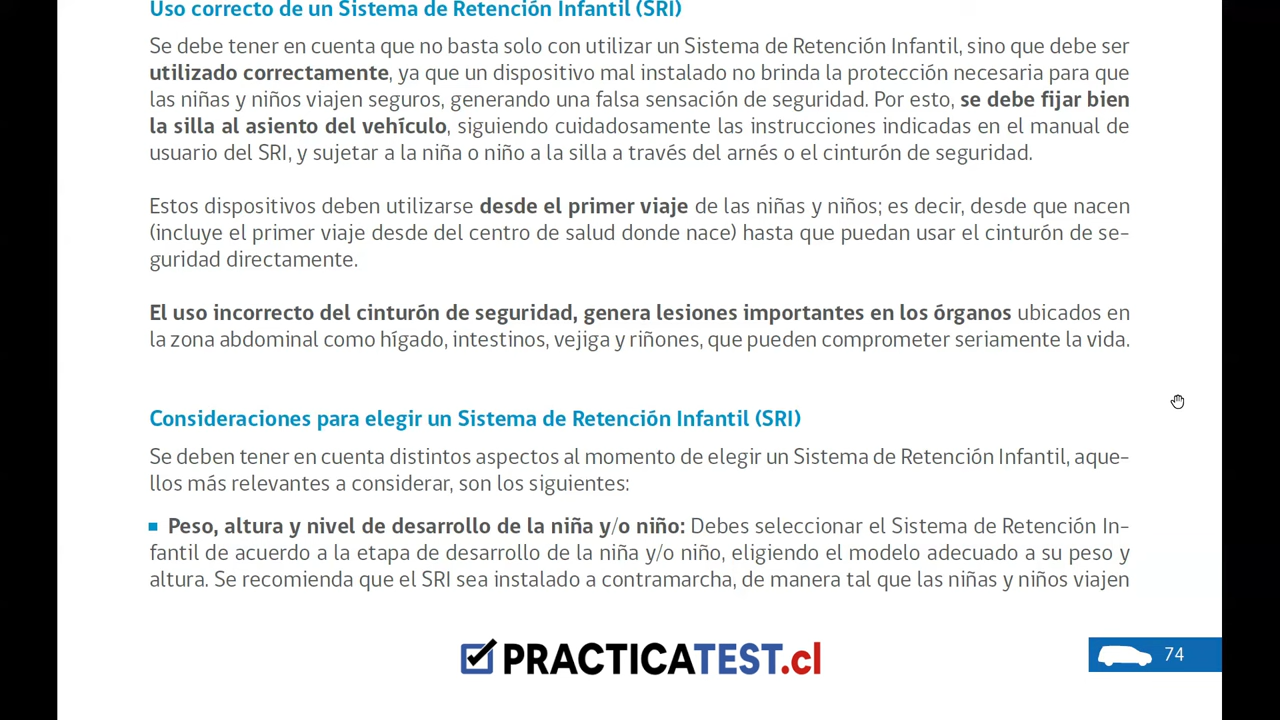 Uso correcto de un Sistema de Retención Infantil (SRI)
Se debe tener en cuenta que no basta solo con utilizar un Sistema de Retención Infantil, sino que debe ser
utilizado correctamente, ya que un dispositivo mal instalado no brinda la protección necesaria para que
las niñas y niños viajen seguros, generando una falsa sensación de seguridad. Por esto, se debe fijar bien
la silla al asiento del vehículo, siguiendo cuidadosamente las instrucciones indicadas en el manual de
usuario del SRI, y sujetar a la niña o niño a la silla a través del arnés o el cinturón de seguridad.
Estos dispositivos deben utilizarse desde el primer viaje de las niñas y niños; es decir, desde que nacen
(incluye el primer viaje desde del centro de salud donde nace) hasta que puedan usar el cinturón de se-
guridad directamente.
El uso incorrecto del cinturón de seguridad, genera lesiones importantes en los órganos ubicados en
la zona abdominal como hígado, intestinos, vejiga y riñones, que pueden comprometer seriamente la vida.
Consideraciones para elegir un Sistema de Retención Infantil (SRI)
Se deben tener en cuenta distintos aspectos al momento de elegir un Sistema de Retención Infantil, aque-
llos más relevantes a considerar, son los siguientes:
Peso, altura y nivel de desarrollo de la niña y/o niño: Debes seleccionar el Sistema de Retención In-
fantil de acuerdo a la etapa de desarrollo de la niña y/o niño, eligiendo el modelo adecuado a su peso y
altura. Se recomienda que el SRI sea instalado a contramarcha, de manera tal que las niñas y niños viajen
PRACTICATEST.cl
74